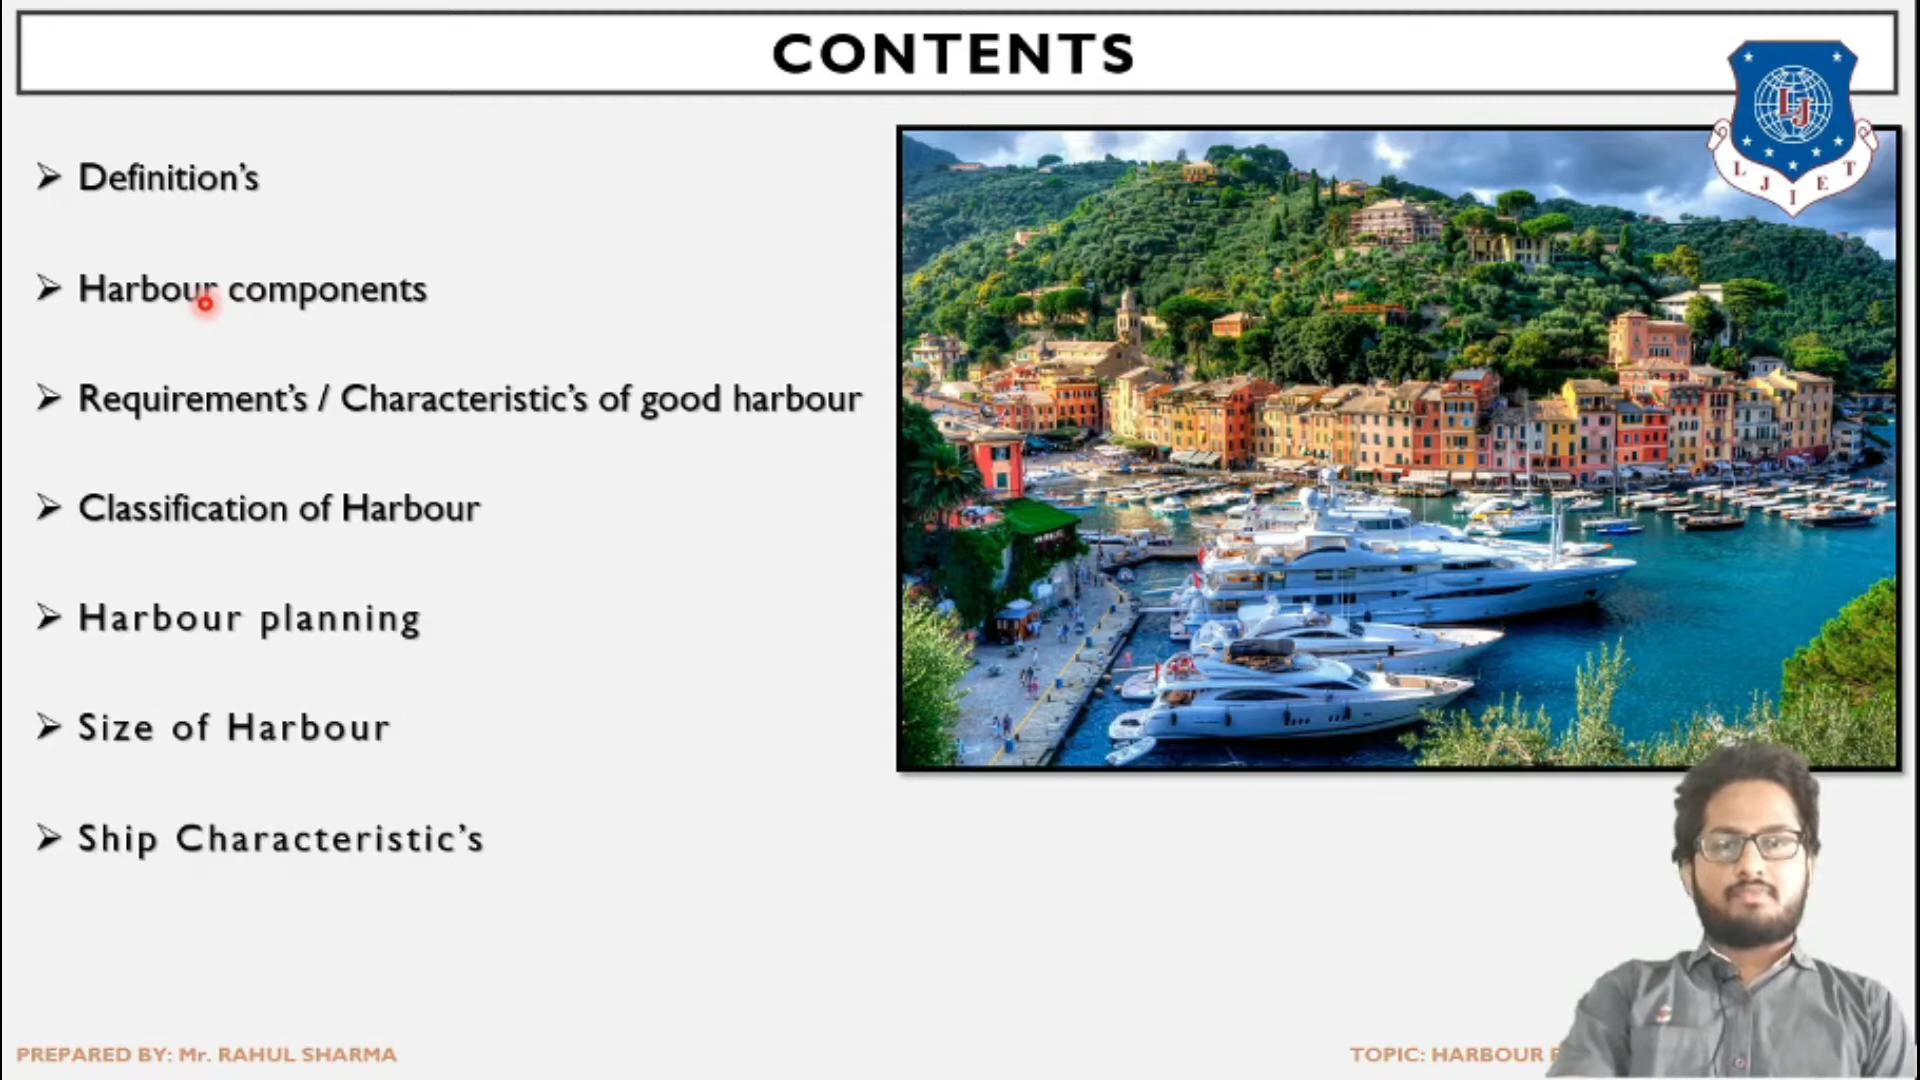 CONTENTS
Definition’s
Harbour components
Requirement’s / Characteristic’s of good harbour
Classification of Harbour
Harbour planning
Size of Harbour
Ship Characteristic’s
LJ
L J I E T
PREPARED BY: Mr. RAHUL SHARMA
TOPIC: HARBOUR